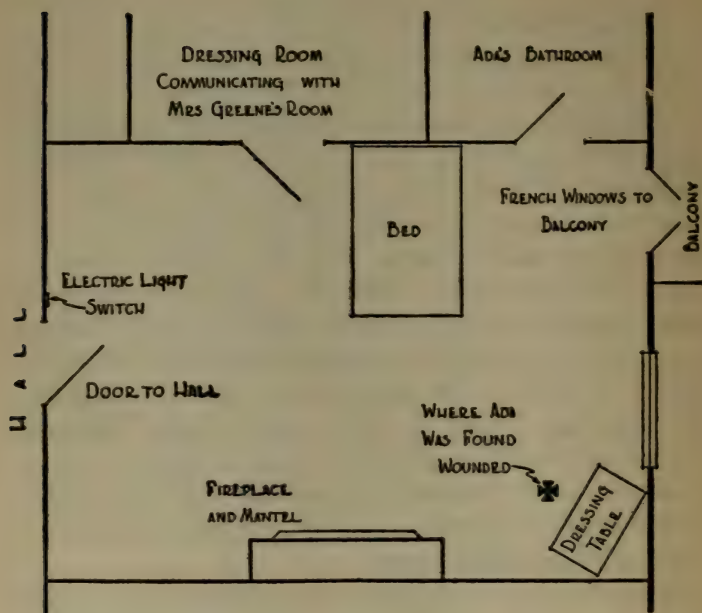 DRESSING ROOM
COMMUNICATING WITH
MRS GREENE'S ROOM
ADA'S BATHROOM
FRENCH WINDOWS TO
BALCONY
BALCONY
BED
ELECTRIC LIGHT
SWITCH
HALL
DOOR TO HALL
WHERE ADA
WAS FOUND
WOUNDED
FIREPLACE
AND MANTEL
DRESSING
TABLE